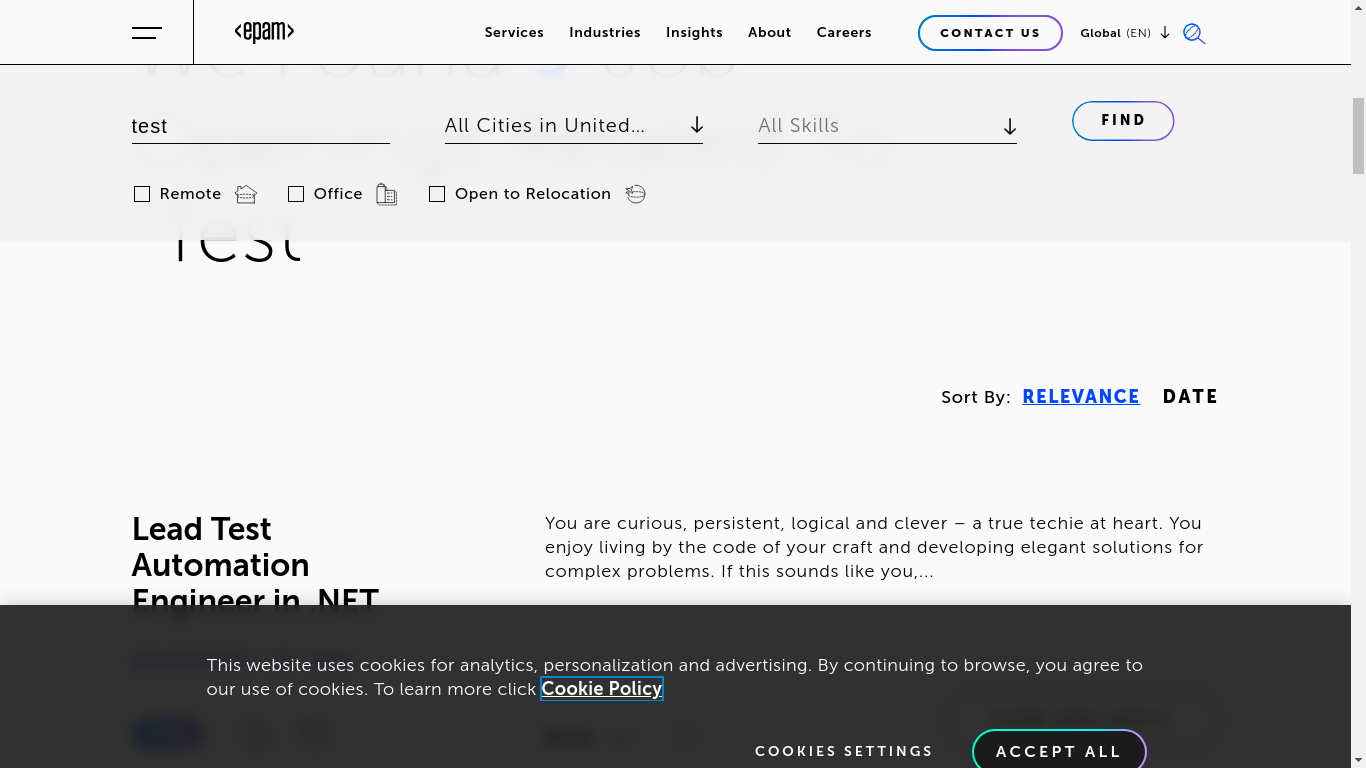 <epam>
Services Industries Insights About Careers CONTACT US Global (EN)
test All Cities in United... All Skills FIND
Remote Office Open to Relocation
Test
Sort By: RELEVANCE DATE
Lead Test
Automation
Engineer in .NET
You are curious, persistent, logical and clever – a true techie at heart. You
enjoy living by the code of your craft and developing elegant solutions for
complex problems. If this sounds like you,...
This website uses cookies for analytics, personalization and advertising. By continuing to browse, you agree to
our use of cookies. To learn more click Cookie Policy
COOKIES SETTINGS ACCEPT ALL